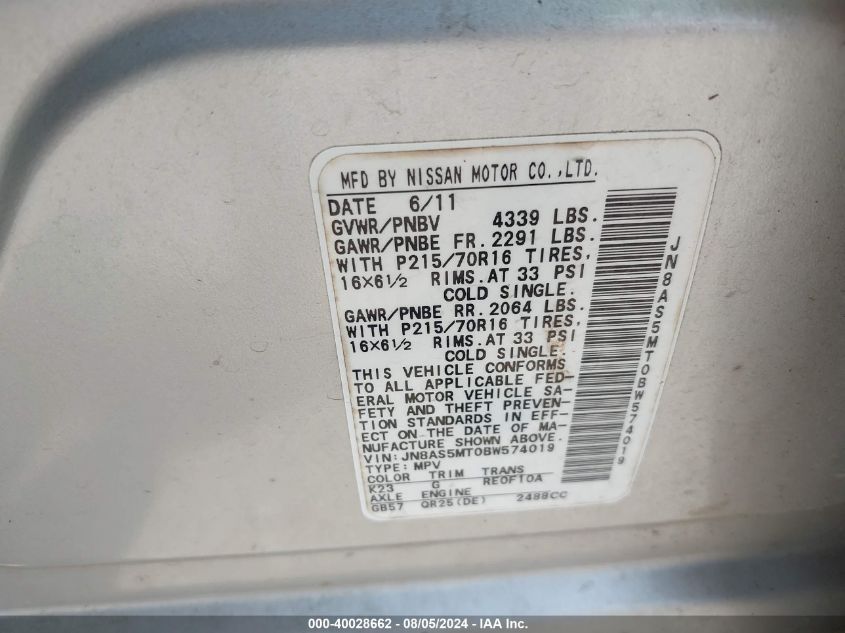 MFD BY NISSAN MOTOR CO.,LTD.
DATE 6/11
GVWR/PNBV 4339 LBS.
GAWR/PNBE FR.2291 LBS.
WITH P215/70R16 TIRES,
16X6½ RIMS.AT 33 PSI
COLD SINGLE.
GAWR/PNBE RR.2064 LBS.
WITH P215/70R16 TIRES,
16X6½ RIMS.AT 33 PSI
COLD SINGLE.
THIS VEHICLE CONFORMS
TO ALL APPLICABLE FED-
ERAL MOTOR VEHICLE SA-
FETY AND THEFT PREVEN-
TION STANDARDS IN EFF-
ECT ON THE DATE OF MA-
NUFACTURE SHOWN ABOVE.
VIN: JN8AS5MT0BW574019
TYPE: MPV
COLOR TRIM TRANS
K23 G RE0F10A
AXLE ENGINE
GB57 QR25(DE) 2488CC
JN8AS5MT0BW574019
000-40028662 - 08/05/2024 - IAA Inc.